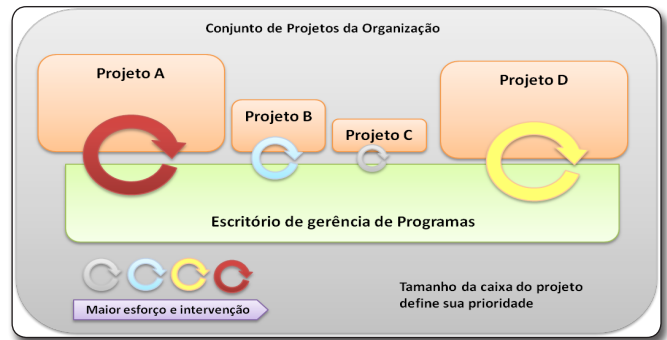 Conjunto de Projetos da Organização
Projeto A
Projeto B
Projeto C
Projeto D
Escritório de gerência de Programas
Maior esforço e intervenção
Tamanho da caixa do projeto
define sua prioridade